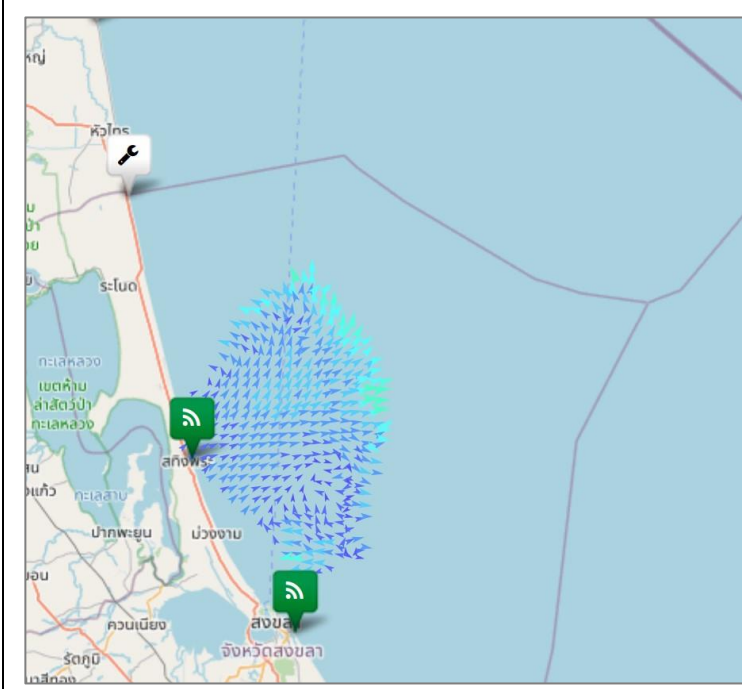 หัวไทร
ระโนด
ทะเลหลวง
เขตห้าม
ล่าสัตว์ป่า
ทะเลหลวง
สทิงพระ
ทะเลสาบ
ปากพะยูน
ม่วงงาม
ควนเนียง
สงขลา
จังหวัดสงขลา
รัตภูมิ